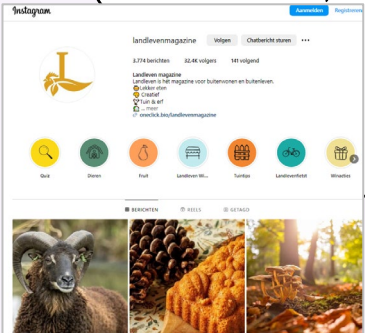 Instagram
Aanmelden Registreren
landlevenmagazine Volgen Chatbericht sturen
3.774 berichten 32.4K volgers 141 volgend
Landleven magazine
Landleven is hét magazine voor buitenwonen en buitenleven.
Lekker eten
Creatief
Tuin & erf
... meer
oneclick.bio/landlevenmagazine
Quiz Dieren Fruit Landleven Wi... Tuintips Landlevenfietst Winacties
BERICHTEN REELS GETAGD